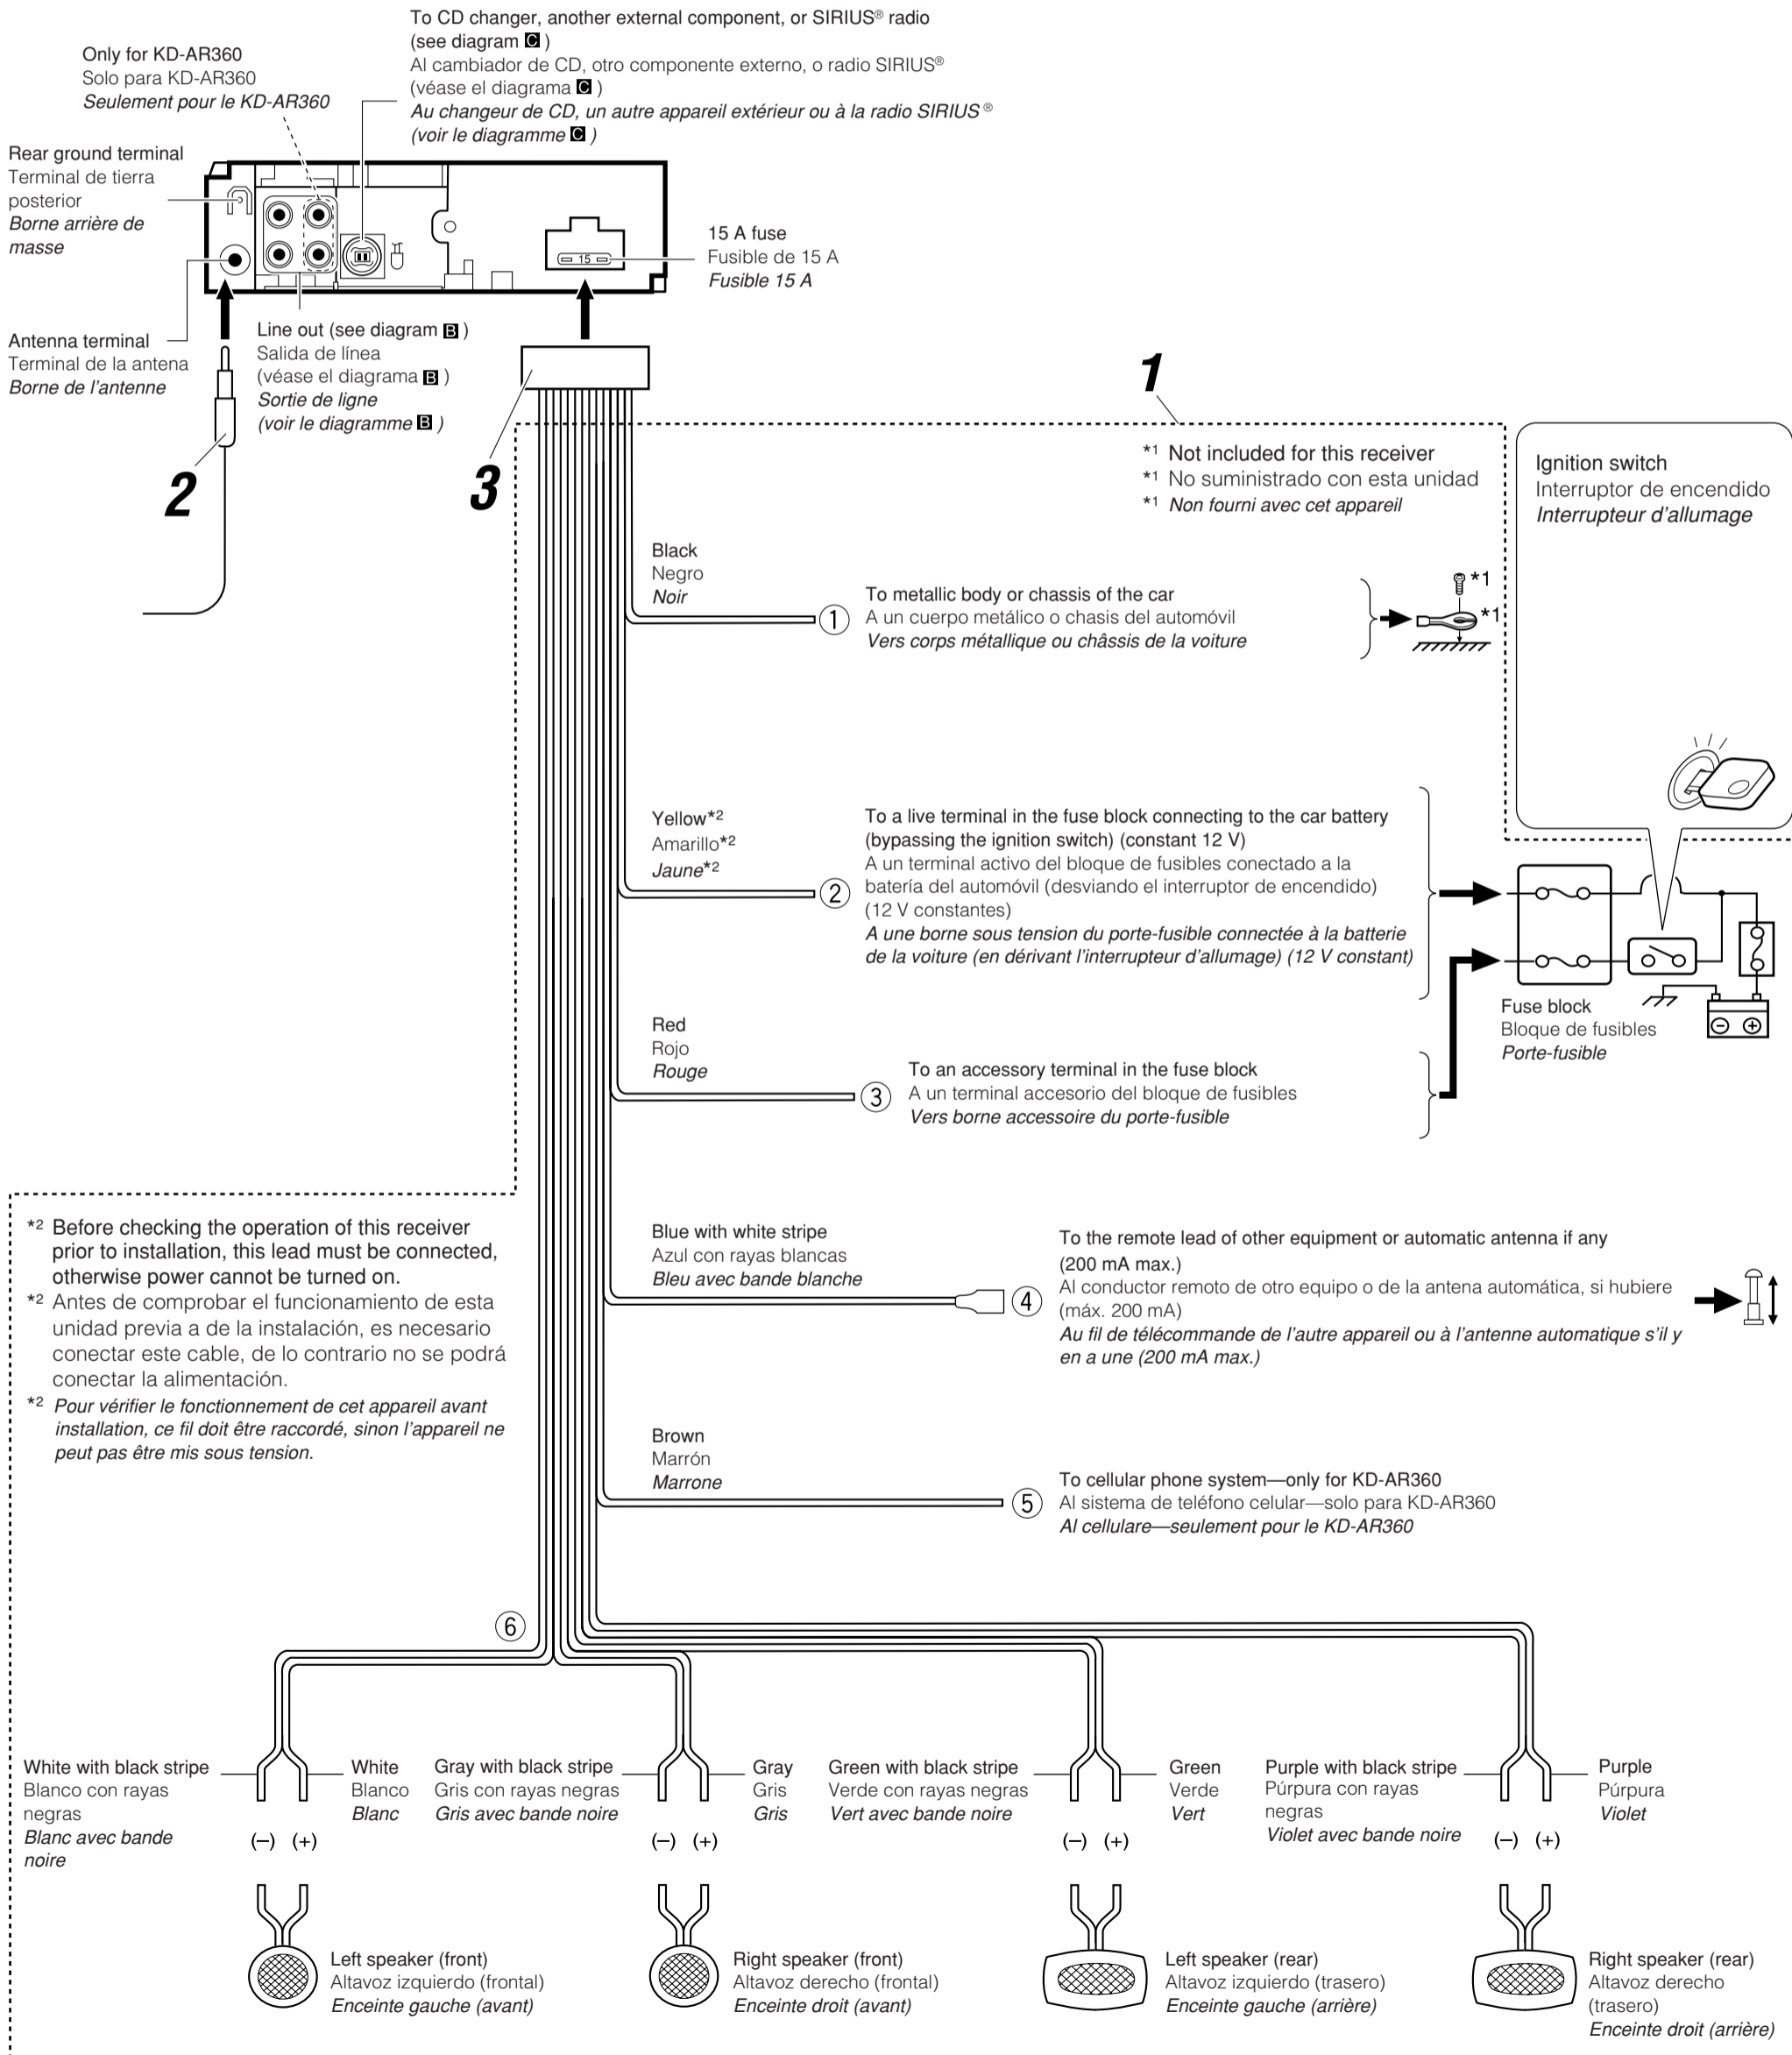 To CD changer, another external component, or SIRIUS® radio
(see diagram C )
Al cambiador de CD, otro componente externo, o radio SIRIUS®
(véase el diagrama C )
Au changeur de CD, un autre appareil extérieur ou à la radio SIRIUS ®
(voir le diagramme C )
Only for KD-AR360
Solo para KD-AR360
Seulement pour le KD-AR360
Rear ground terminal
Terminal de tierra
posterior
Borne arrière de
masse
15
15 A fuse
Fusible de 15 A
Fusible 15 A
Antenna terminal
Terminal de la antena
Borne de l'antenne
Line out (see diagram B )
Salida de línea
(véase el diagrama B )
Sortie de ligne
(voir le diagramme B )
1
2
3
*1 Not included for this receiver
*1 No suministrado con esta unidad
*1 Non fourni avec cet appareil
Ignition switch
Interruptor de encendido
Interrupteur d'allumage
Black
Negro
Noir
1
To metallic body or chassis of the car
A un cuerpo metálico o chasis del automóvil
Vers corps métallique ou châssis de la voiture
*1
*1
Yellow*2
Amarillo*2
Jaune*2
2
To a live terminal in the fuse block connecting to the car battery
(bypassing the ignition switch) (constant 12 V)
A un terminal activo del bloque de fusibles conectado a la
batería del automóvil (desviando el interruptor de encendido)
(12 V constantes)
A une borne sous tension du porte-fusible connectée à la batterie
de la voiture (en dérivant l'interrupteur d'allumage) (12 V constant)
Fuse block
Bloque de fusibles
Porte-fusible
− +
Red
Rojo
Rouge
3
To an accessory terminal in the fuse block
A un terminal accesorio del bloque de fusibles
Vers borne accessoire du porte-fusible
*2 Before checking the operation of this receiver
prior to installation, this lead must be connected,
otherwise power cannot be turned on.
*2 Antes de comprobar el funcionamiento de esta
unidad previa a de la instalación, es necesario
conectar este cable, de lo contrario no se podrá
conectar la alimentación.
*2 Pour vérifier le fonctionnement de cet appareil avant
installation, ce fil doit être raccordé, sinon l'appareil ne
peut pas être mis sous tension.
Blue with white stripe
Azul con rayas blancas
Bleu avec bande blanche
4
To the remote lead of other equipment or automatic antenna if any
(200 mA max.)
Al conductor remoto de otro equipo o de la antena automática, si hubiere
(máx. 200 mA)
Au fil de télécommande de l'autre appareil ou à l'antenne automatique s'il y
en a une (200 mA max.)
Brown
Marrón
Marrone
5
To cellular phone system—only for KD-AR360
Al sistema de teléfono celular—solo para KD-AR360
Al cellulare—seulement pour le KD-AR360
6
White with black stripe
Blanco con rayas
negras
Blanc avec bande
noire
White
Blanco
Blanc
Gray with black stripe
Gris con rayas negras
Gris avec bande noire
Gray
Gris
Gris
Green with black stripe
Verde con rayas negras
Vert avec bande noire
Green
Verde
Vert
Purple with black stripe
Púrpura con rayas
negras
Violet avec bande noire
Purple
Púrpura
Violet
(−) (+)
(−) (+)
(−) (+)
(−) (+)
Left speaker (front)
Altavoz izquierdo (frontal)
Enceinte gauche (avant)
Right speaker (front)
Altavoz derecho (frontal)
Enceinte droit (avant)
Left speaker (rear)
Altavoz izquierdo (trasero)
Enceinte gauche (arrière)
Right speaker (rear)
Altavoz derecho
(trasero)
Enceinte droit (arrière)